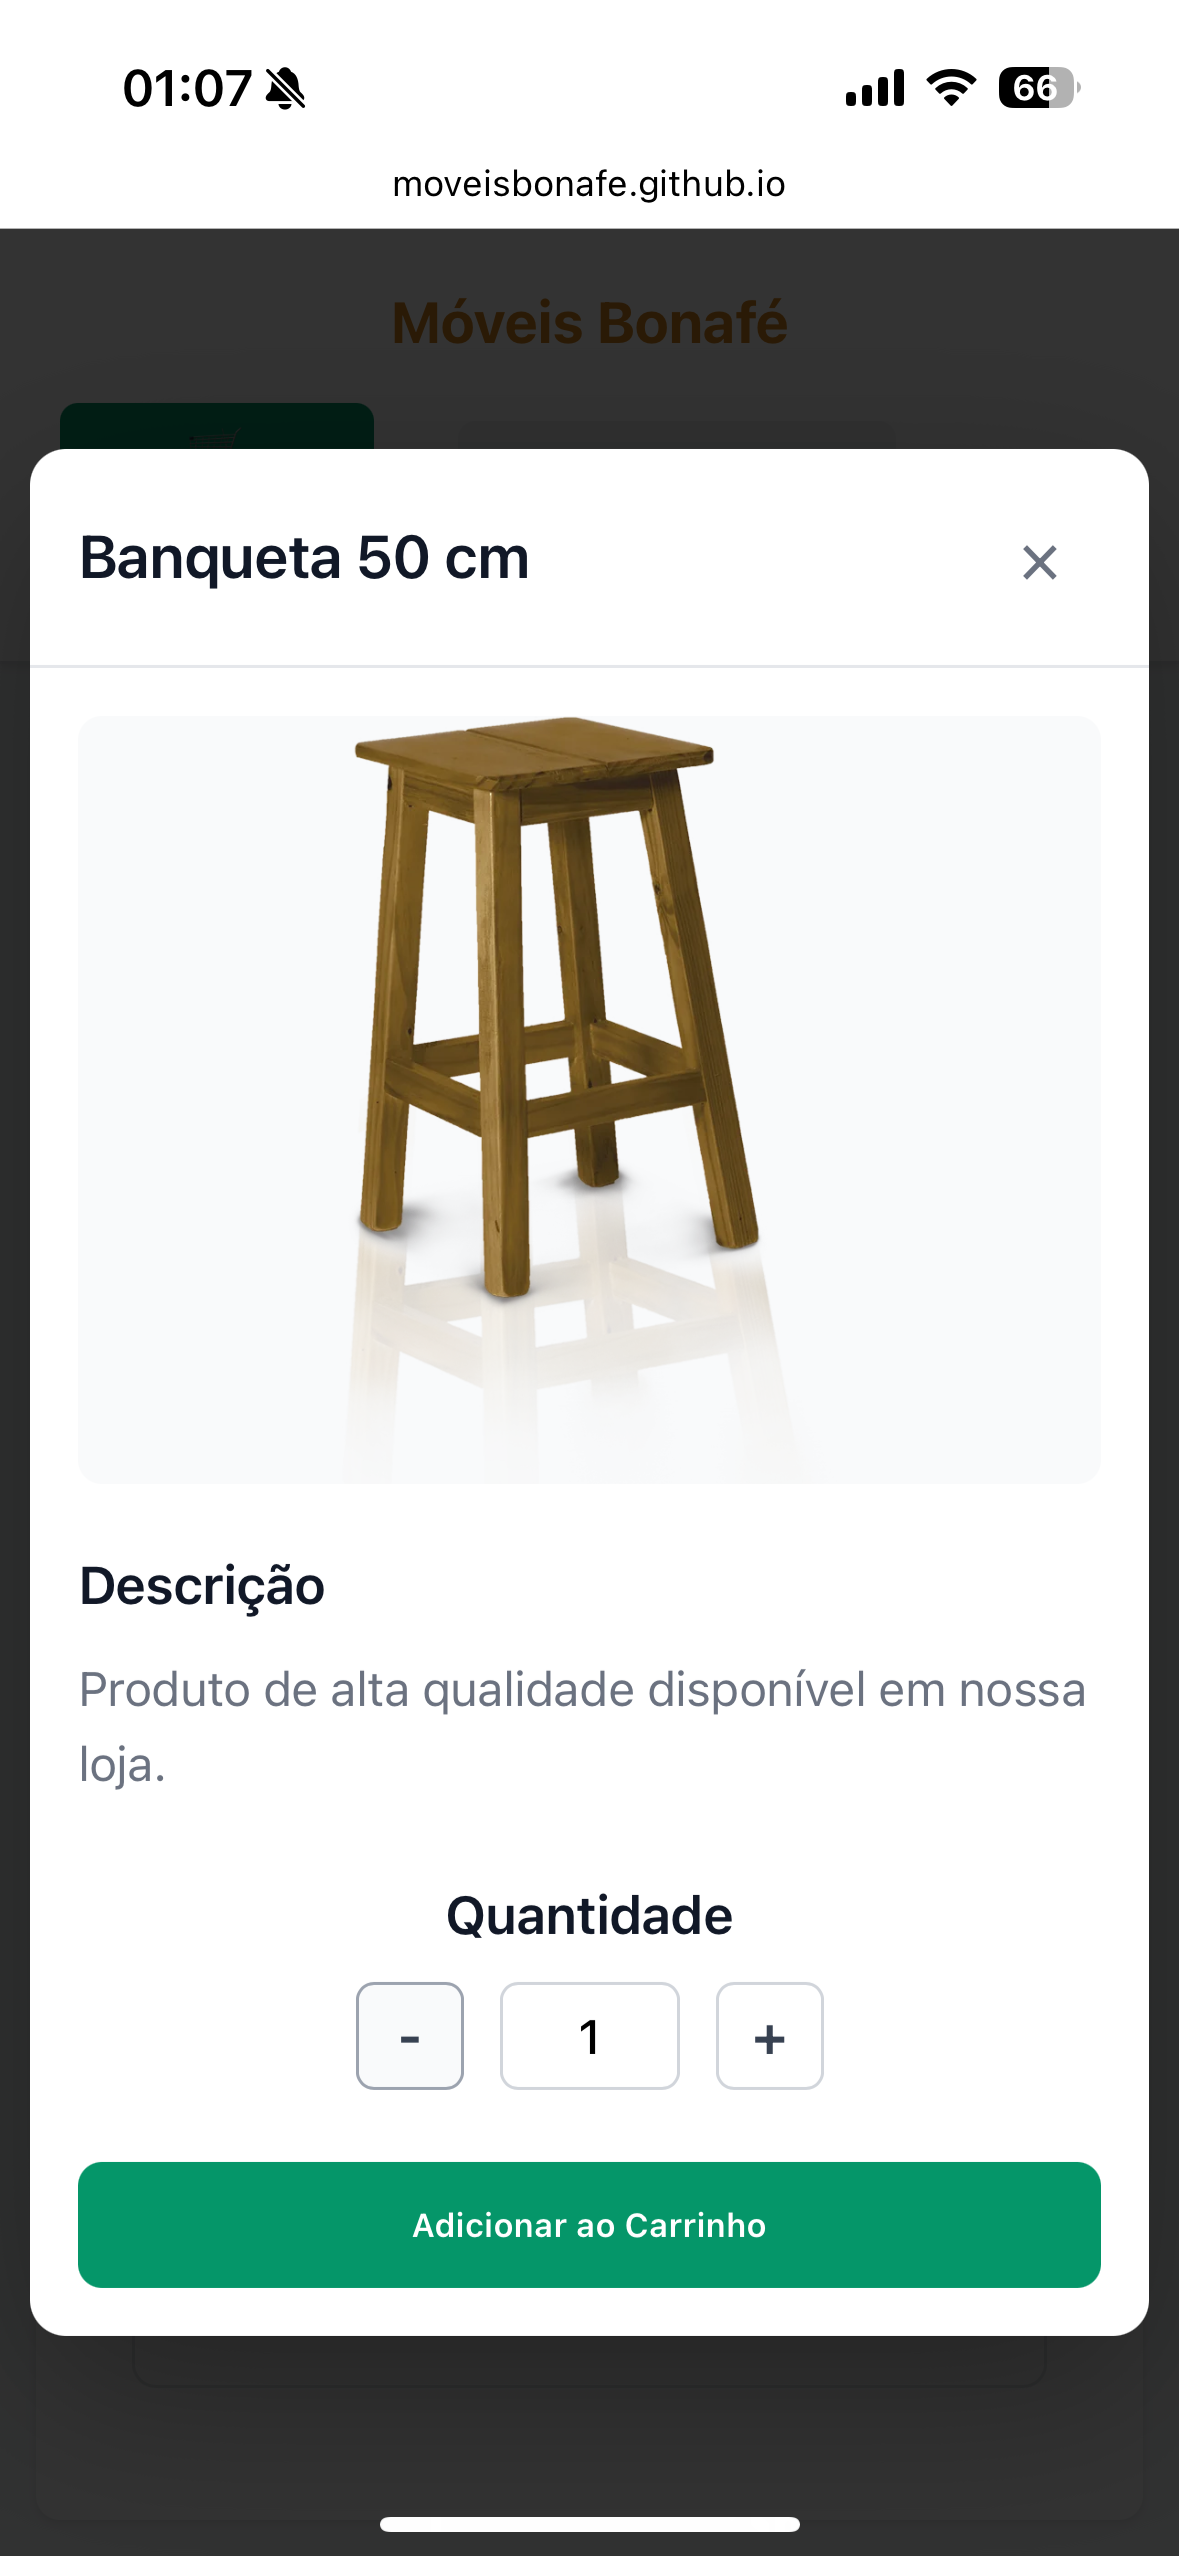 01:07
66
moveisbonafe.github.io
Móveis Bonafé
Banqueta 50 cm
×
Descrição
Produto de alta qualidade disponível em nossa
loja.
Quantidade
- 1 +
Adicionar ao Carrinho